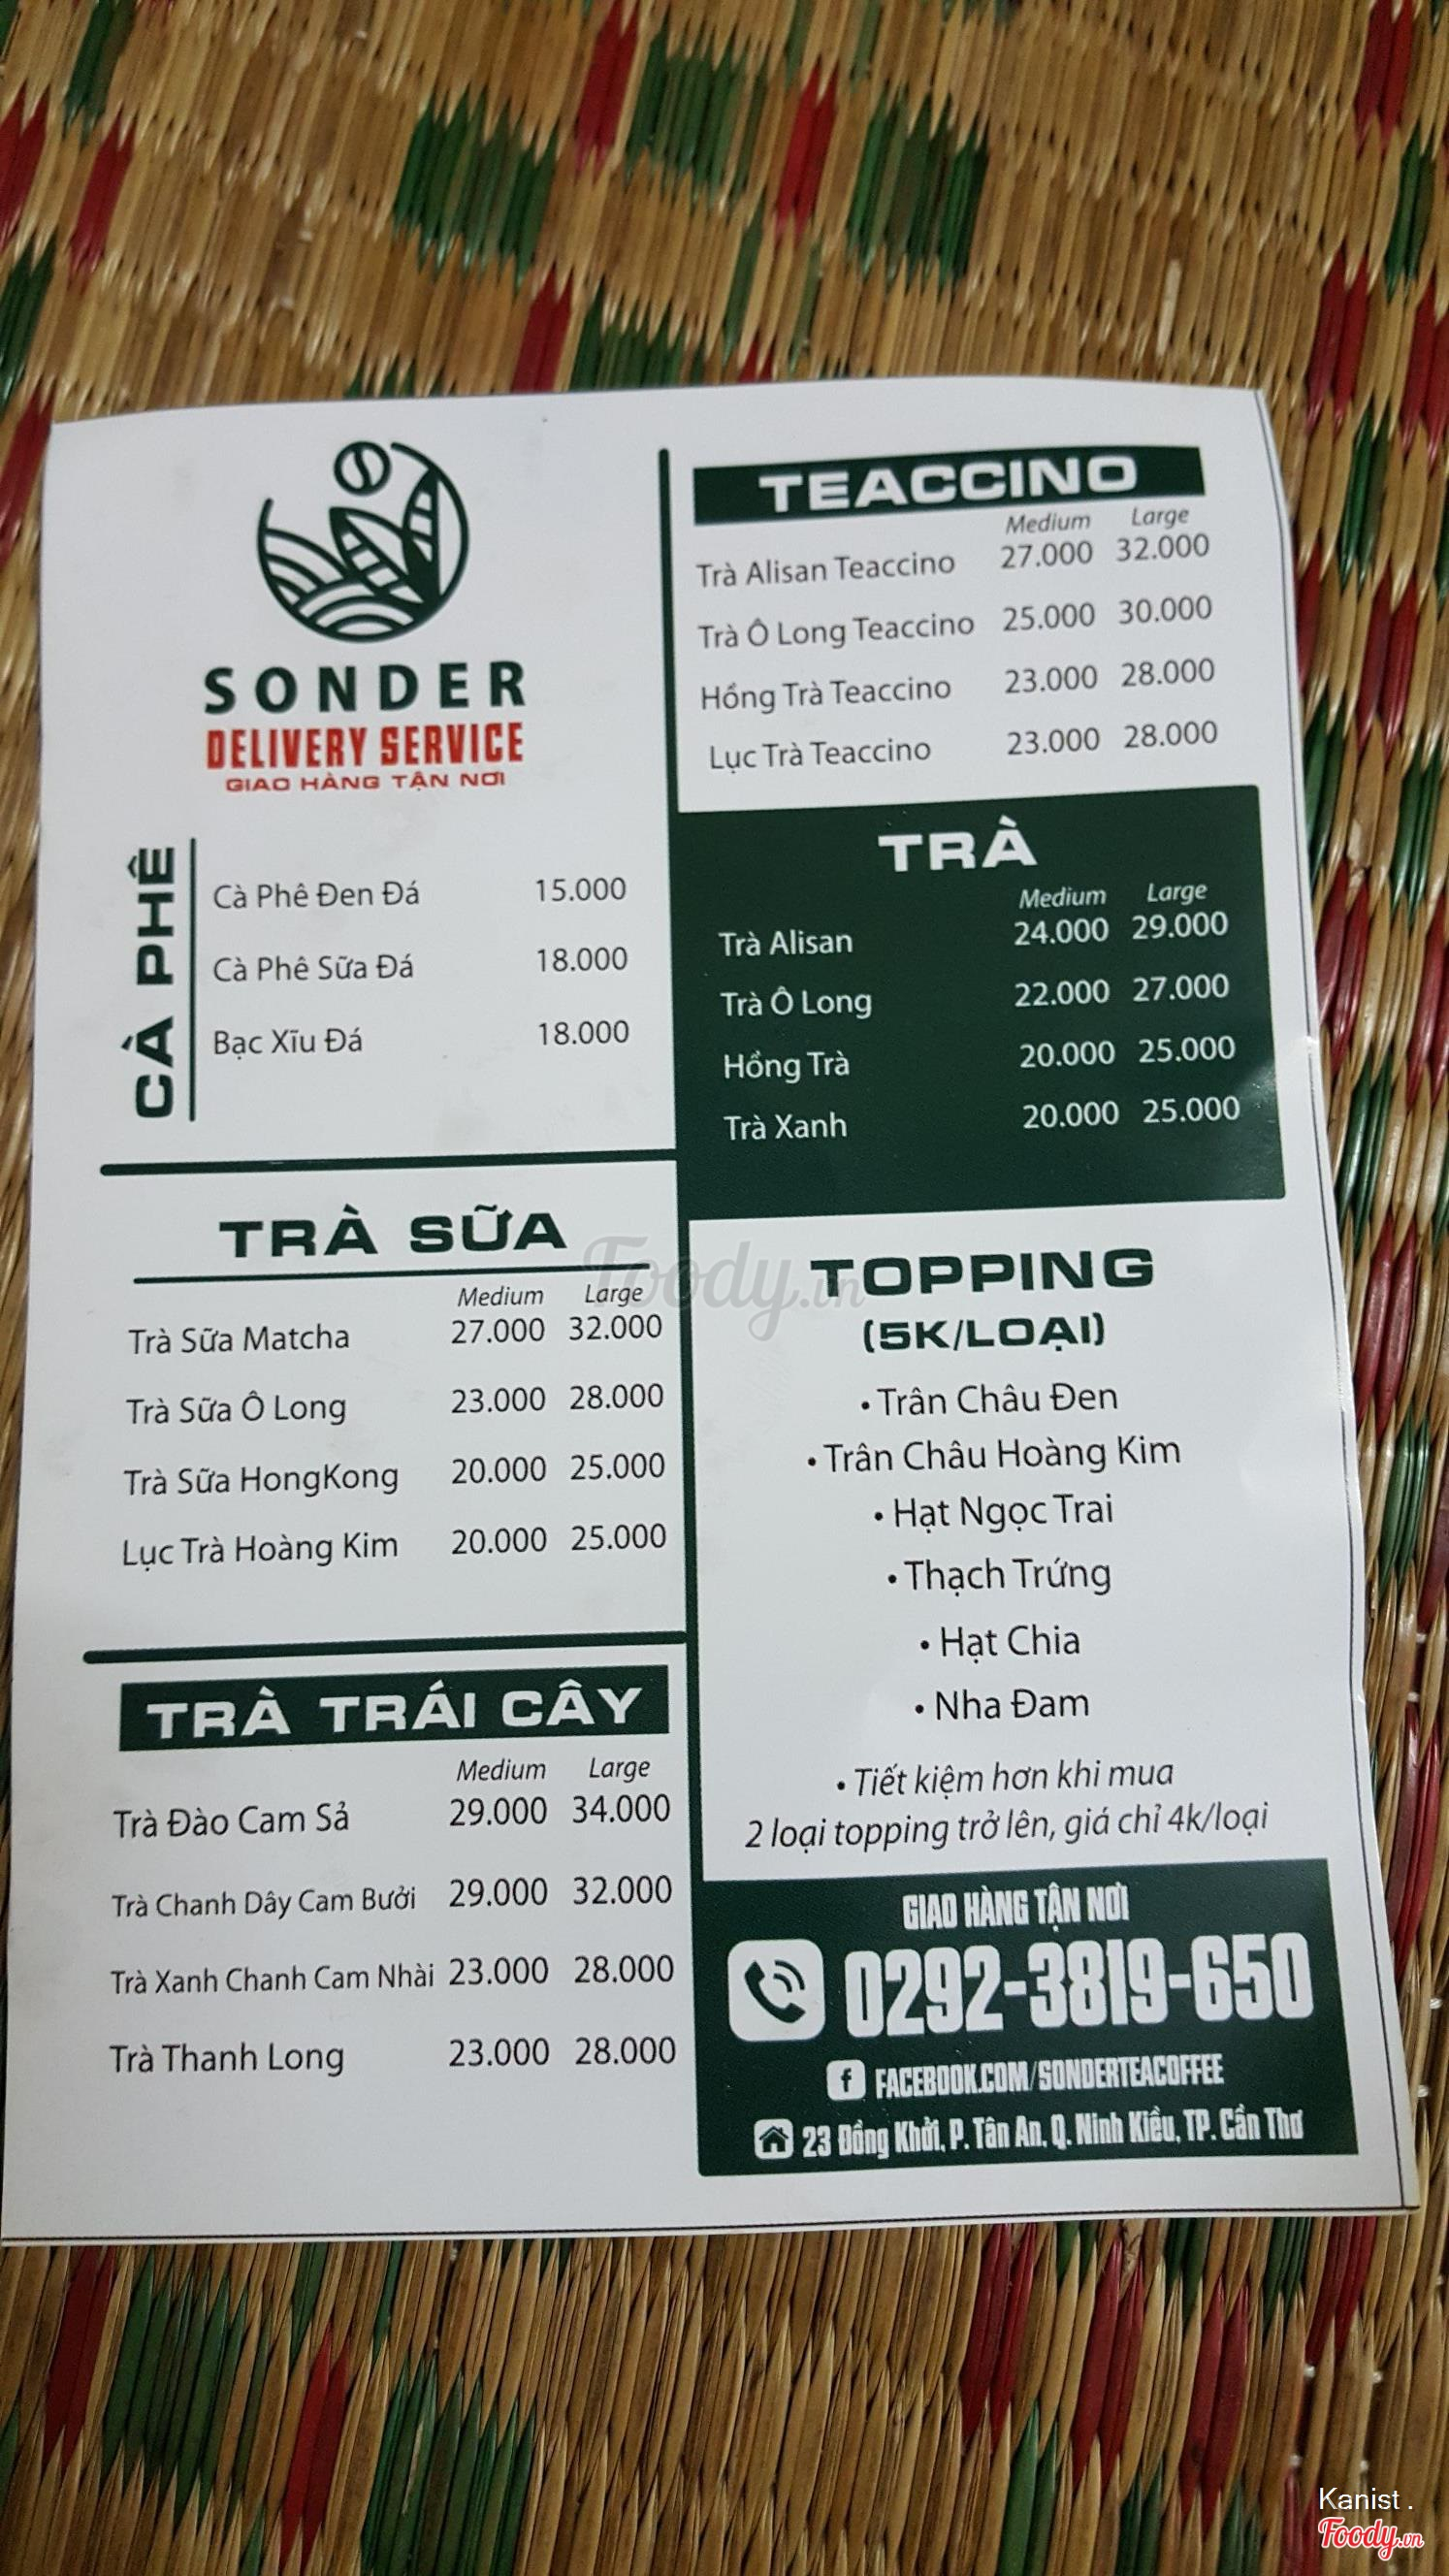 SONDER
DELIVERY SERVICE
GIAO HÀNG TẬN NƠI
CÀ PHÊ
Cà Phê Đen Đá 15.000
Cà Phê Sữa Đá 18.000
Bạc Xĩu Đá 18.000
TRÀ SỮA
Medium Large
Trà Sữa Matcha 27.000 32.000
Trà Sữa Ô Long 23.000 28.000
Trà Sữa HongKong 20.000 25.000
Lục Trà Hoàng Kim 20.000 25.000
TRÀ TRÁI CÂY
Medium Large
Trà Đào Cam Sả 29.000 34.000
Trà Chanh Dây Cam Bưởi 29.000 32.000
Trà Xanh Chanh Cam Nhài 23.000 28.000
Trà Thanh Long 23.000 28.000
TEACCINO
Medium Large
Trà Alisan Teaccino 27.000 32.000
Trà Ô Long Teaccino 25.000 30.000
Hồng Trà Teaccino 23.000 28.000
Lục Trà Teaccino 23.000 28.000
TRÀ
Medium Large
Trà Alisan 24.000 29.000
Trà Ô Long 22.000 27.000
Hồng Trà 20.000 25.000
Trà Xanh 20.000 25.000
TOPPING
(5K/LOẠI)
• Trân Châu Đen
• Trân Châu Hoàng Kim
• Hạt Ngọc Trai
• Thạch Trứng
• Hạt Chia
• Nha Đam
• Tiết kiệm hơn khi mua
2 loại topping trở lên, giá chỉ 4k/loại
GIAO HÀNG TẬN NƠI
0292-3819-650
FACEBOOK.COM/SONDERTEACOFFEE
23 Đồng Khởi, P. Tân An, Q. Ninh Kiều, TP. Cần Thơ
Foody.vn
Kanist .
Foody.vn